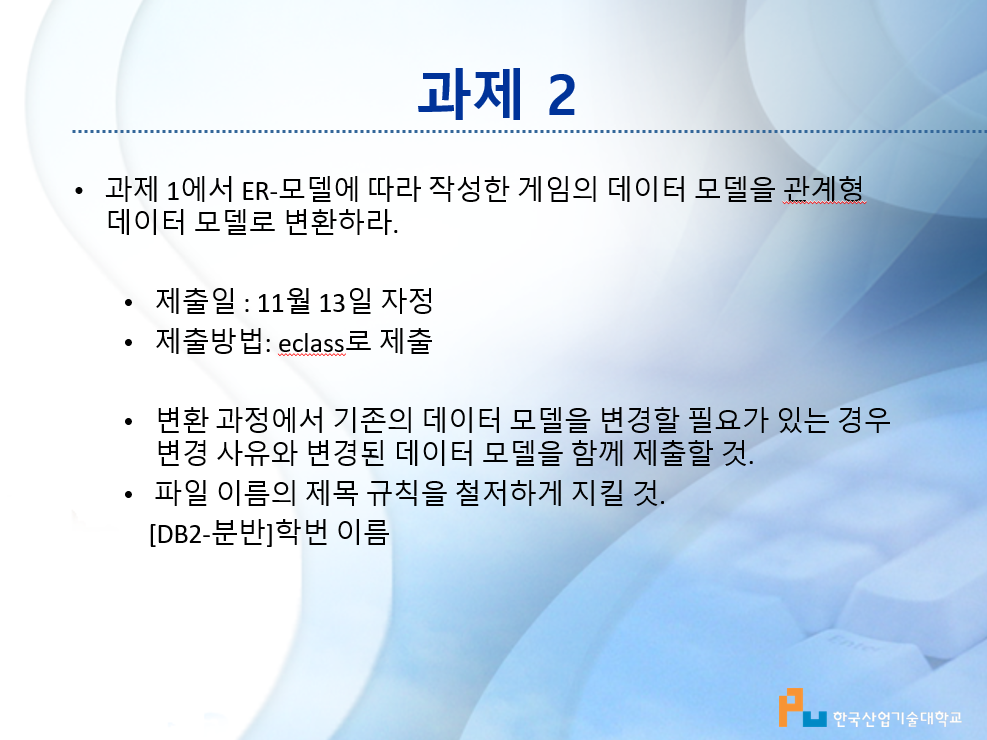 과제 2
• 과제 1에서 ER-모델에 따라 작성한 게임의 데이터 모델을 관계형
데이터 모델로 변환하라.
• 제출일 : 11월 13일 자정
• 제출방법: eclass로 제출
• 변환 과정에서 기존의 데이터 모델을 변경할 필요가 있는 경우
변경 사유와 변경된 데이터 모델을 함께 제출할 것.
• 파일 이름의 제목 규칙을 철저하게 지킬 것.
[DB2-분반]학번 이름
Enter
한국산업기술대학교